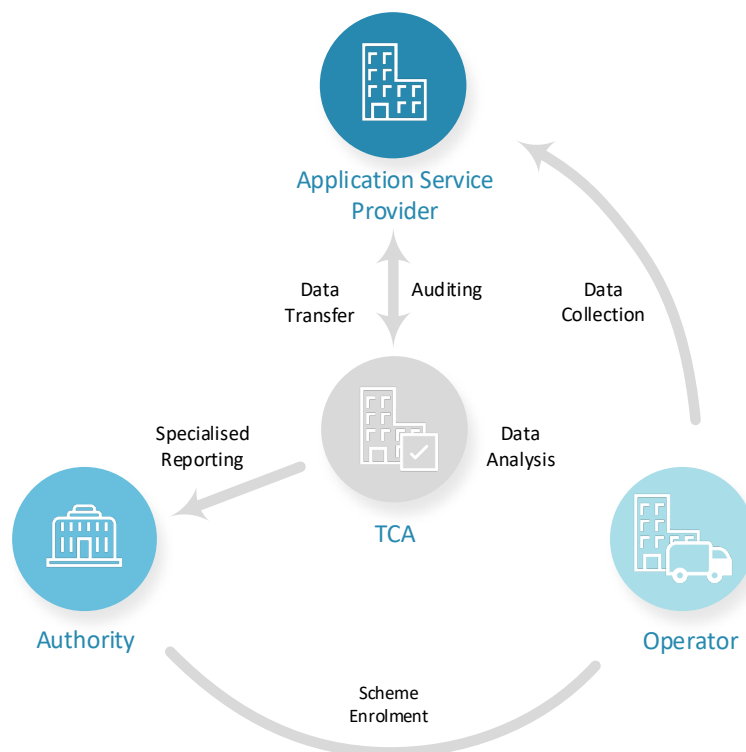 Application Service
Provider
Data
Transfer
Auditing
Data
Collection
Specialised
Reporting
Data
Analysis
TCA
Authority
Operator
Scheme
Enrolment